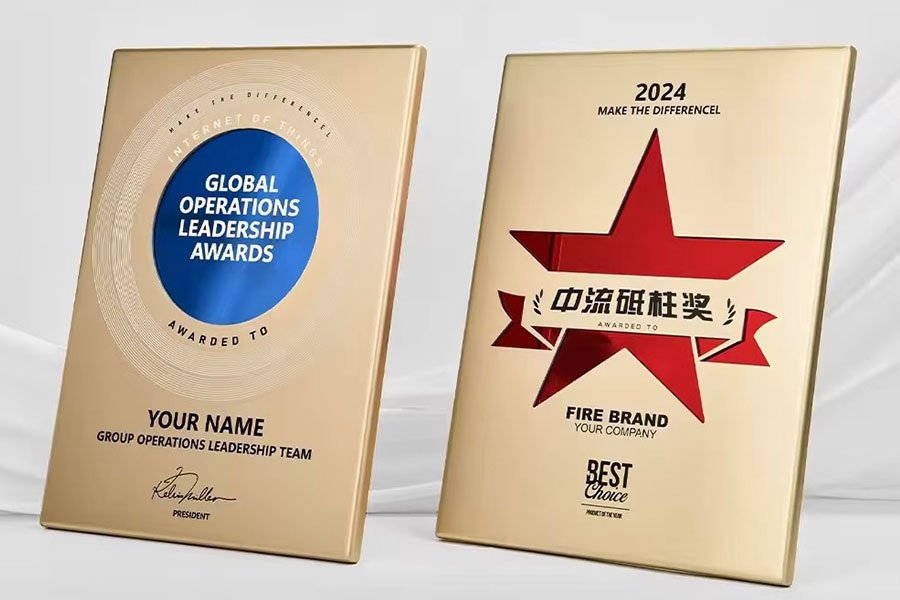 MAKE THE DIFFERENCEL
INTERNET OF THINGS
GLOBAL
OPERATIONS
LEADERSHIP
AWARDS
AWARDED TO
YOUR NAME
GROUP OPERATIONS LEADERSHIP TEAM
PRESIDENT
2024
MAKE THE DIFFERENCEL
中流砥柱奖
AWARDED TO
FIRE BRAND
YOUR COMPANY
BEST
Choice
PRODUCT OF THE YEAR